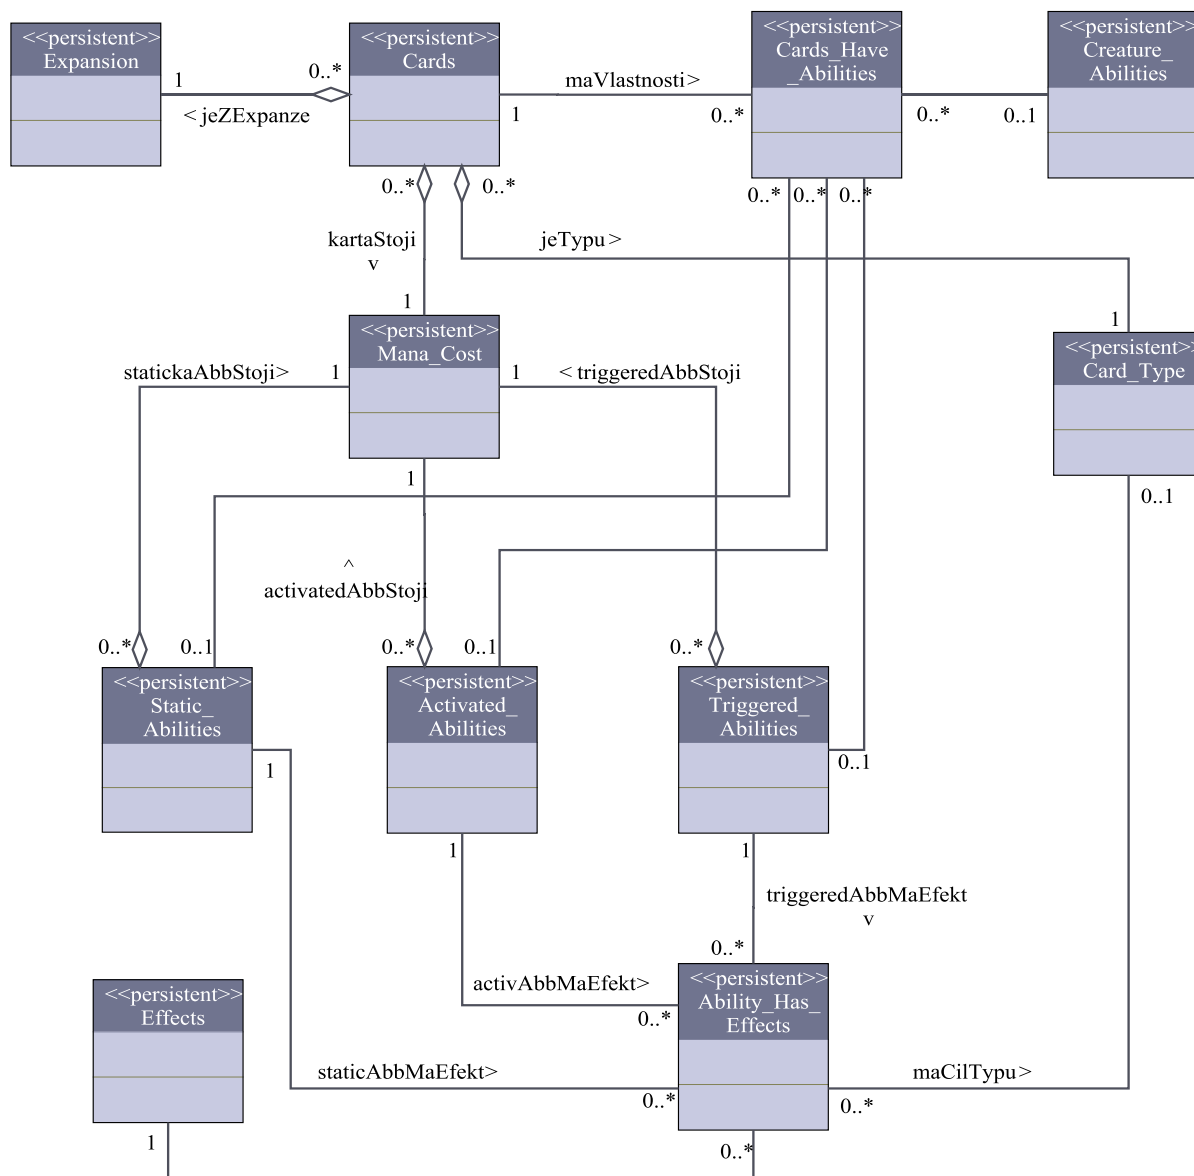 <<persistent>>
Expansion
<<persistent>>
Cards
<<persistent>>
Cards_Have
_Abilities
<<persistent>>
Creature_
Abilities
1
0..*
< jeZExpanze
maVlastnosti>
1
0..*
0..*
0..1
0..*
0..*
0..*
0..*
0..*
kartaStoji
v
jeTypu>
1
1
<<persistent>>
Mana_Cost
<<persistent>>
Card_Type
statickaAbbStoji>
1
1
< triggeredAbbStoji
1
0..1
^
activatedAbbStoji
0..*
0..1
0..*
0..1
0..*
<<persistent>>
Static_
Abilities
<<persistent>>
Activated_
Abilities
<<persistent>>
Triggered_
Abilities
1
0..1
1
1
triggeredAbbMaEfekt
v
0..*
<<persistent>>
Effects
activAbbMaEfekt>
0..*
<<persistent>>
Ability_Has_
Effects
staticAbbMaEfekt>
0..*
maCilTypu>
0..*
1
0..*